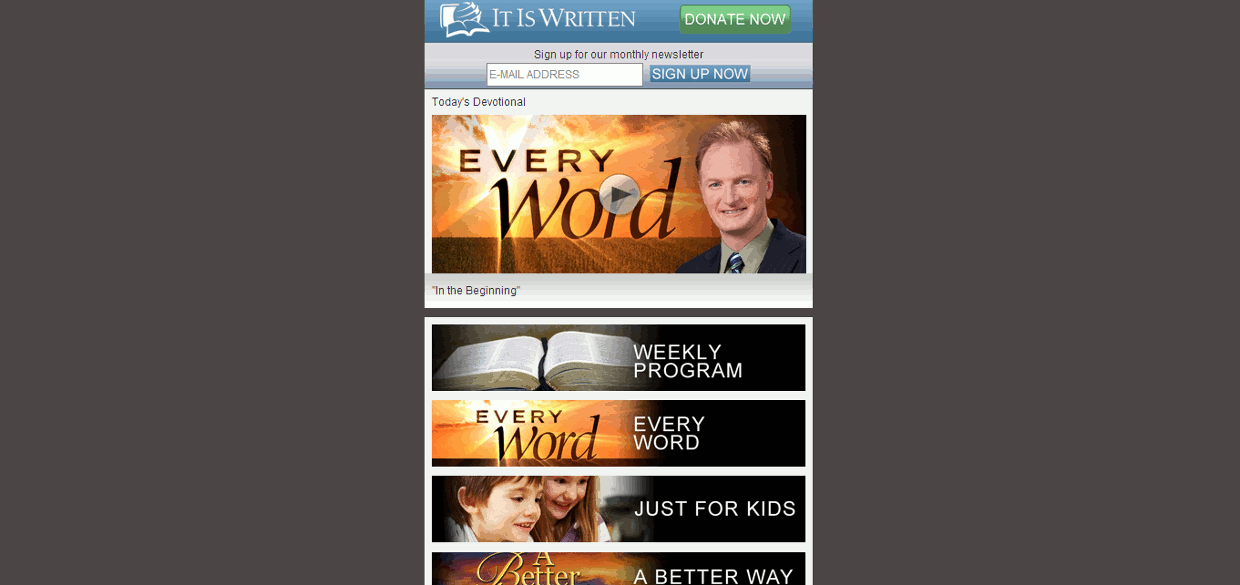 IT IS WRITTEN
DONATE NOW
Sign up for our monthly newsletter
E-MAIL ADDRESS
SIGN UP NOW
Today's Devotional
EVERY
Word
"In the Beginning"
WEEKLY
PROGRAM
EVERY
Word
EVERY
WORD
JUST FOR KIDS
A
Better
A BETTER WAY